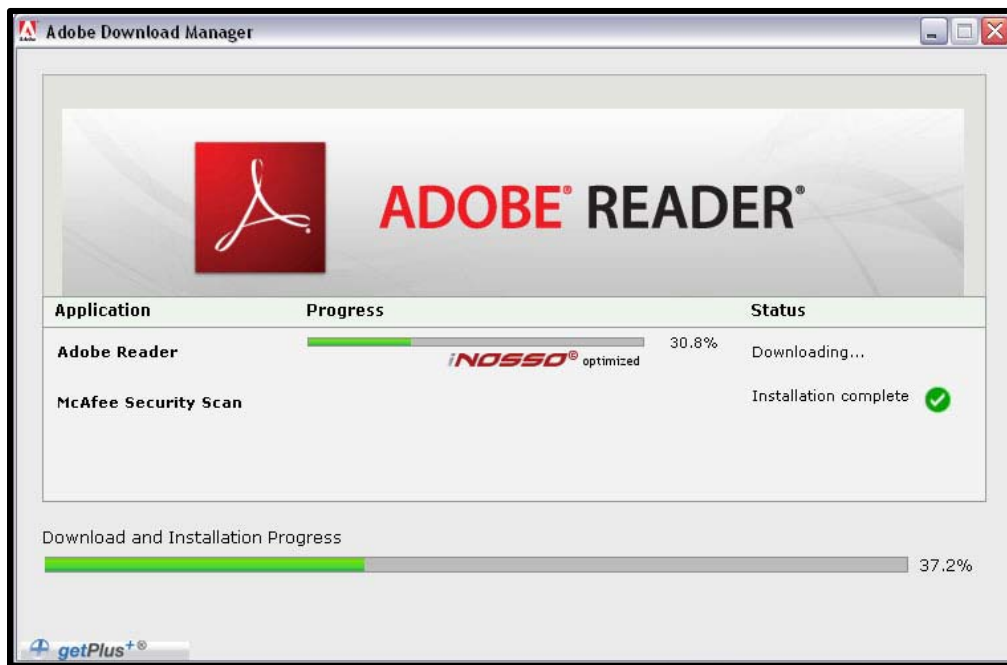 Adobe Download Manager
ADOBE® READER®
Application Progress Status
Adobe Reader 30.8% Downloading...
iNOSSO® optimized
McAfee Security Scan Installation complete
Download and Installation Progress
37.2%
getPlus+®